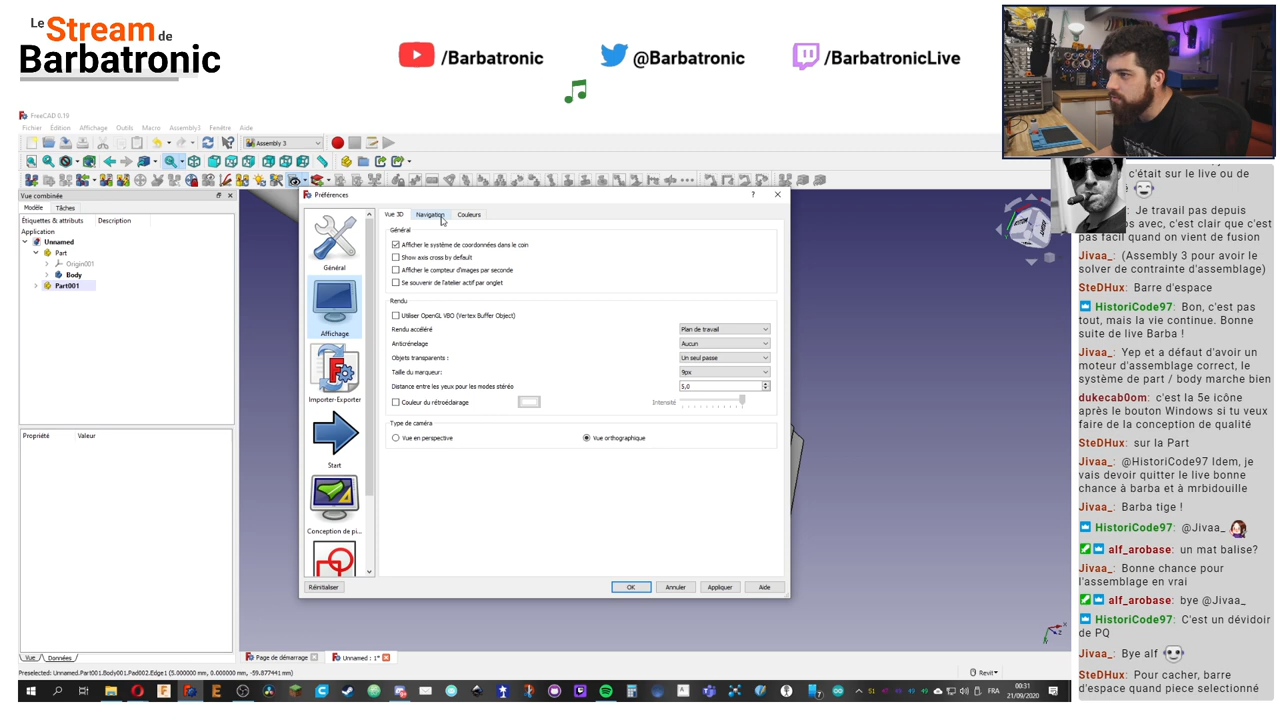 Le
Stream de
Barbatronic
/Barbatronic
@Barbatronic
/BarbatronicLive
FreeCAD 0.19
Fichier Édition Affichage Outils Macro Assembly3 Fenêtre Aide
Assembly 3
Vue combinée
Modèle Tâches
Étiquettes & attributs Description
Application
Unnamed
Part
Origin001
Body
Part001
Propriété Valeur
Vue Données
Préférences
Général
Affichage
Importer-Exporter
Start
Conception de pi...
Réinitialiser
Vue 3D Navigation Couleurs
Général
Afficher le système de coordonnées dans le coin
Show axis cross by default
Afficher le compteur d'images par seconde
Se souvenir de l'atelier actif par onglet
Rendu
Utiliser OpenGL VBO (Vertex Buffer Object)
Rendu accéléré Plan de travail
Anticrénelage Aucun
Objets transparents : Un seul passe
Taille du marqueur: 9px
Distance entre les yeux pour les modes stéréo 5,0
Couleur du rétroéclairage Intensité
Type de caméra
Vue en perspective Vue orthographique
OK Annuler Appliquer Aide
Page de démarrage Unnamed : 1*
Preselected: Unnamed.Part001.Body001.Pad002.Edge1 (5.000000 mm, 0.000000 mm, -59.877441 mm)
Revit
FRA
00:31
21/09/2020
c'était sur le live ou de
Je travail pas depuis
avec, c'est clair que c'est
pas facil quand on vient de fusion
Jivaa_: (Assembly 3 pour avoir le
solver de contrainte d'assemblage)
SteDHux: Barre d'espace
HistoriCode97: Bon, c'est pas
tout, mais la vie continue. Bonne
suite de live Barba !
Jivaa_: Yep et a défaut d'avoir un
moteur d'assemblage correct, le
système de part / body marche bien
dukecab0om: c'est la 5e icône
après le bouton Windows si tu veux
faire de la conception de qualité
SteDHux: sur la Part
Jivaa_: @HistoriCode97 Idem, je
vais devoir quitter le live bonne
chance à barba et à mrbidouille
Jivaa_: Barba tige !
HistoriCode97: @Jivaa_
alf_arobase: un mat balise?
Jivaa_: Bonne chance pour
l'assemblage en vrai
alf_arobase: bye @Jivaa_
HistoriCode97: C'est un dévidoir
de PQ
Jivaa_: Bye alf
SteDHux: Pour cacher, barre
d'espace quand piece selectionné